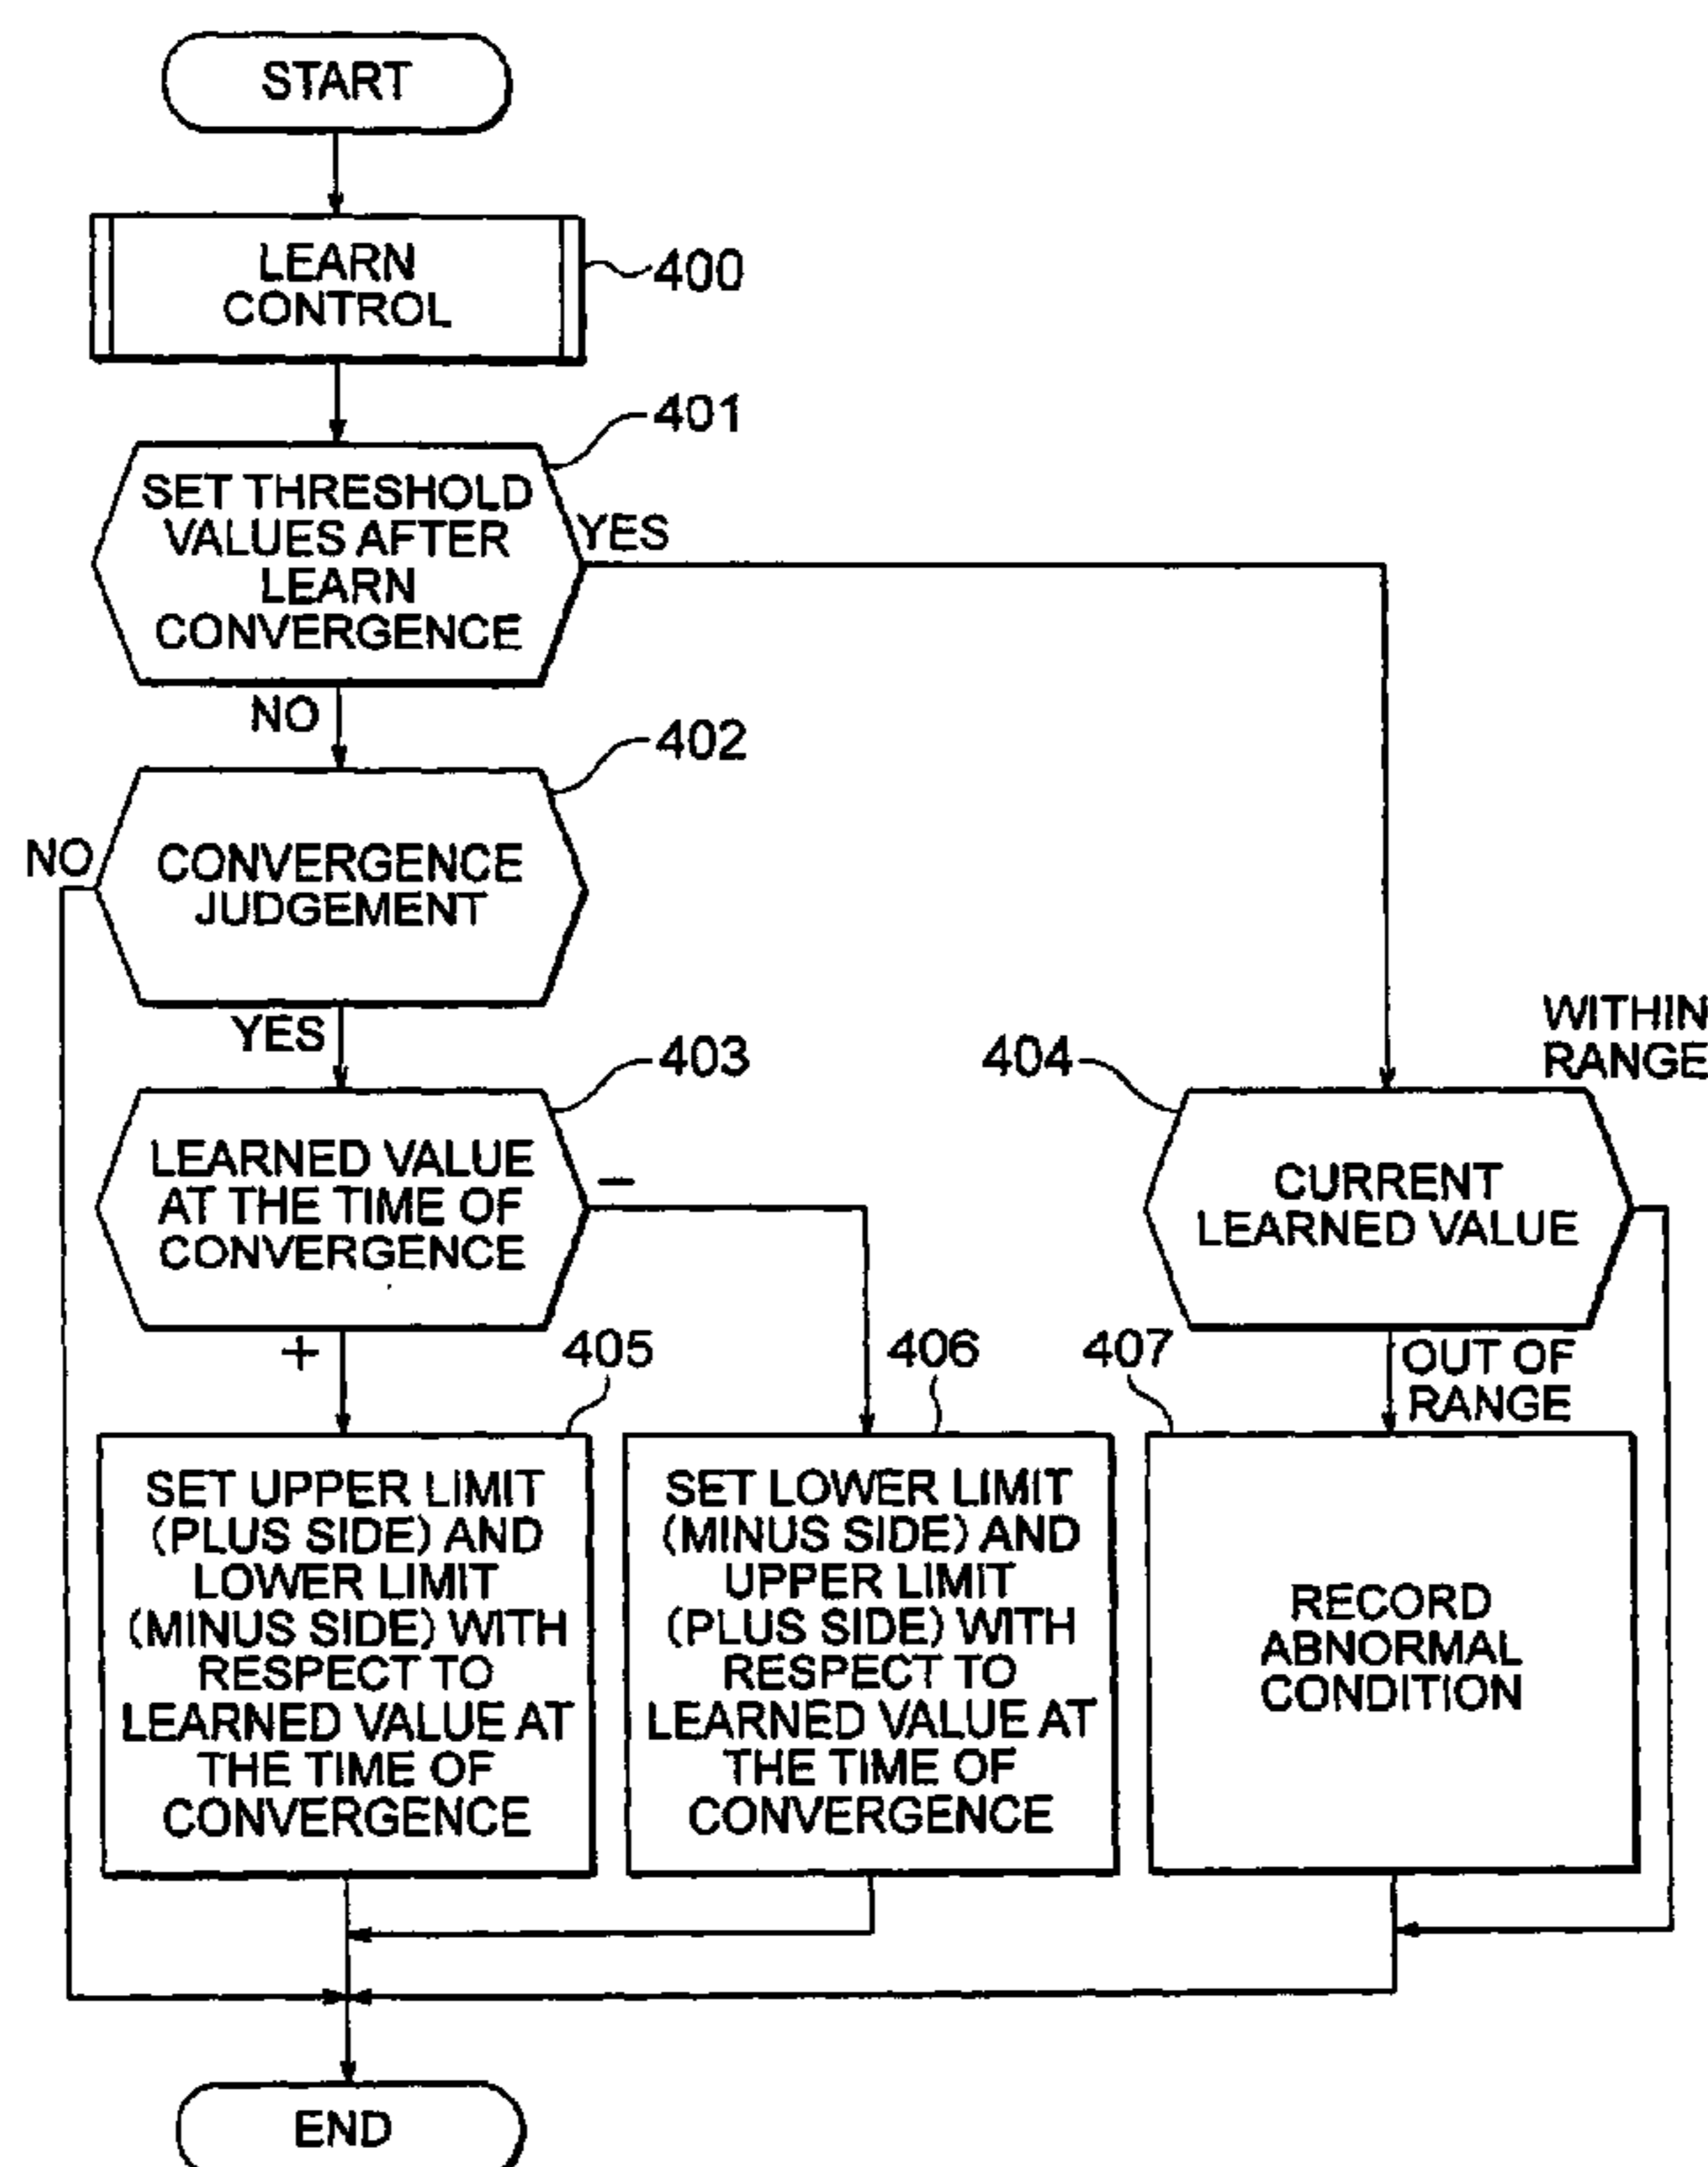 START
LEARN
CONTROL
400
401
SET THRESHOLD
VALUES AFTER
LEARN
CONVERGENCE
YES
NO
402
NO
CONVERGENCE
JUDGEMENT
YES
403
404
WITHIN
RANGE
LEARNED VALUE
AT THE TIME OF
CONVERGENCE
−
CURRENT
LEARNED VALUE
+
405
406
407
OUT OF
RANGE
SET UPPER LIMIT
(PLUS SIDE) AND
LOWER LIMIT
(MINUS SIDE) WITH
RESPECT TO
LEARNED VALUE AT
THE TIME OF
CONVERGENCE
SET LOWER LIMIT
(MINUS SIDE) AND
UPPER LIMIT
(PLUS SIDE) WITH
RESPECT TO
LEARNED VALUE AT
THE TIME OF
CONVERGENCE
RECORD
ABNORMAL
CONDITION
END